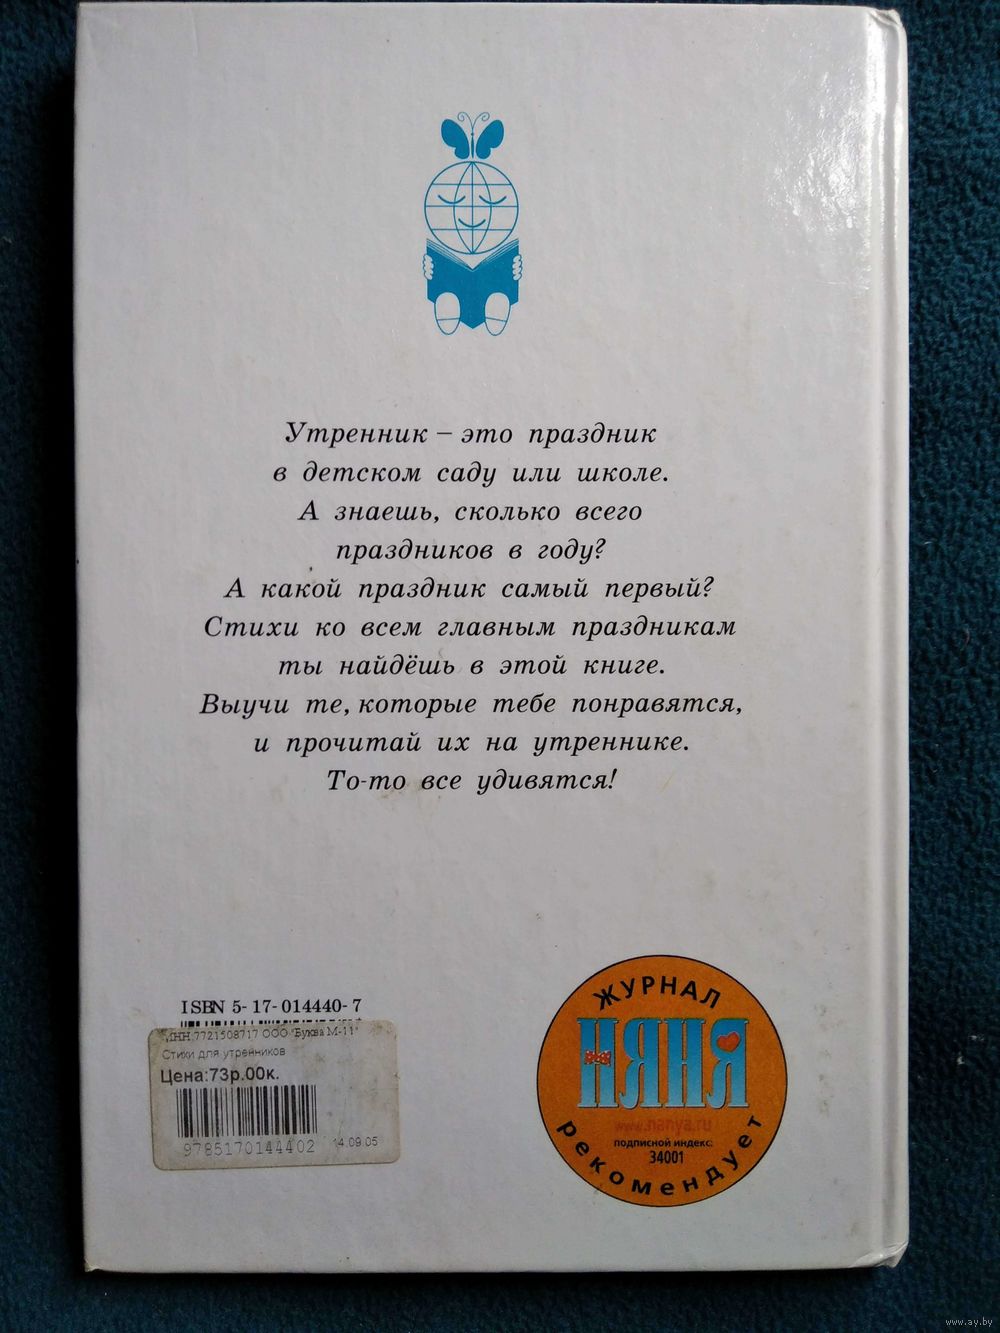 Утренник – это праздник
в детском саду или школе.
А знаешь, сколько всего
праздников в году?
А какой праздник самый первый?
Стихи ко всем главным праздникам
ты найдёшь в этой книге.
Выучи те, которые тебе понравятся,
и прочитай их на утреннике.
То-то все удивятся!
ISBN 5-17-014440-7
ИНН 7721508717 ООО "Буква М-11"
Стихи для утренников
Цена:73р.00к.
9785170144402
14.09.05
ЖУРНАЛ
НЯНЯ
www.nanya.ru
подписной индекс:
34001
рекомендует
www.ay.by